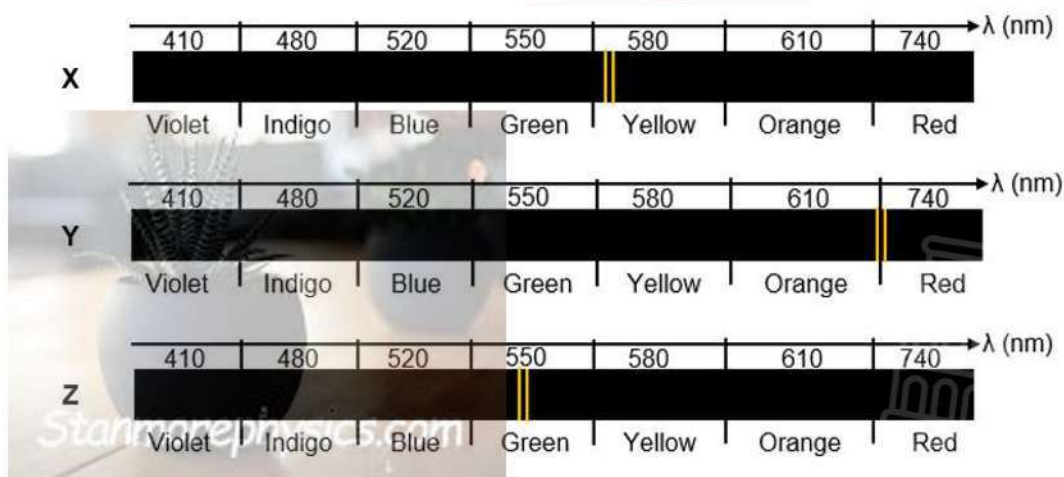 410 480 520 550 580 610 740 λ (nm)
X
Violet Indigo Blue Green Yellow Orange Red
410 480 520 550 580 610 740 λ (nm)
Y
Violet Indigo Blue Green Yellow Orange Red
410 480 520 550 580 610 740 λ (nm)
Z
Stanmorephysics.com
Violet Indigo Blue Green Yellow Orange Red